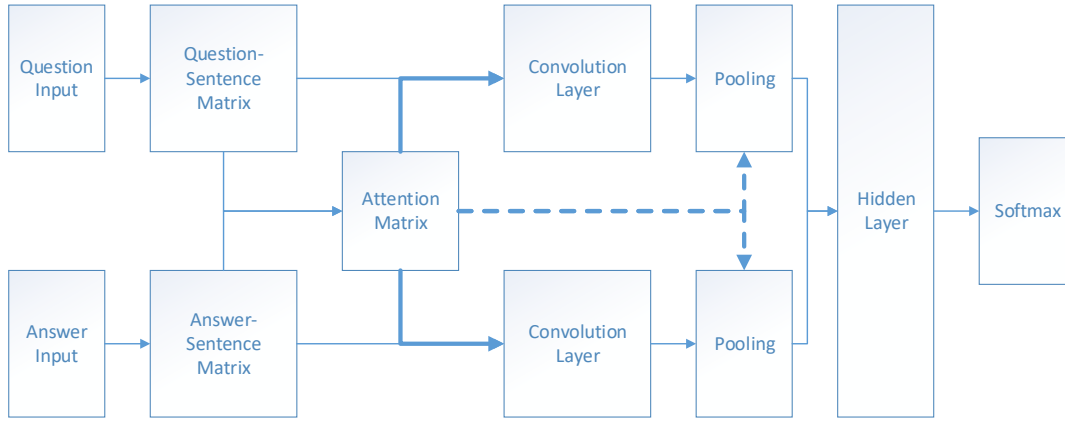 Question
Input
Question-
Sentence
Matrix
Convolution
Layer
Pooling
Attention
Matrix
Hidden
Layer
Softmax
Answer
Input
Answer-
Sentence
Matrix
Convolution
Layer
Pooling